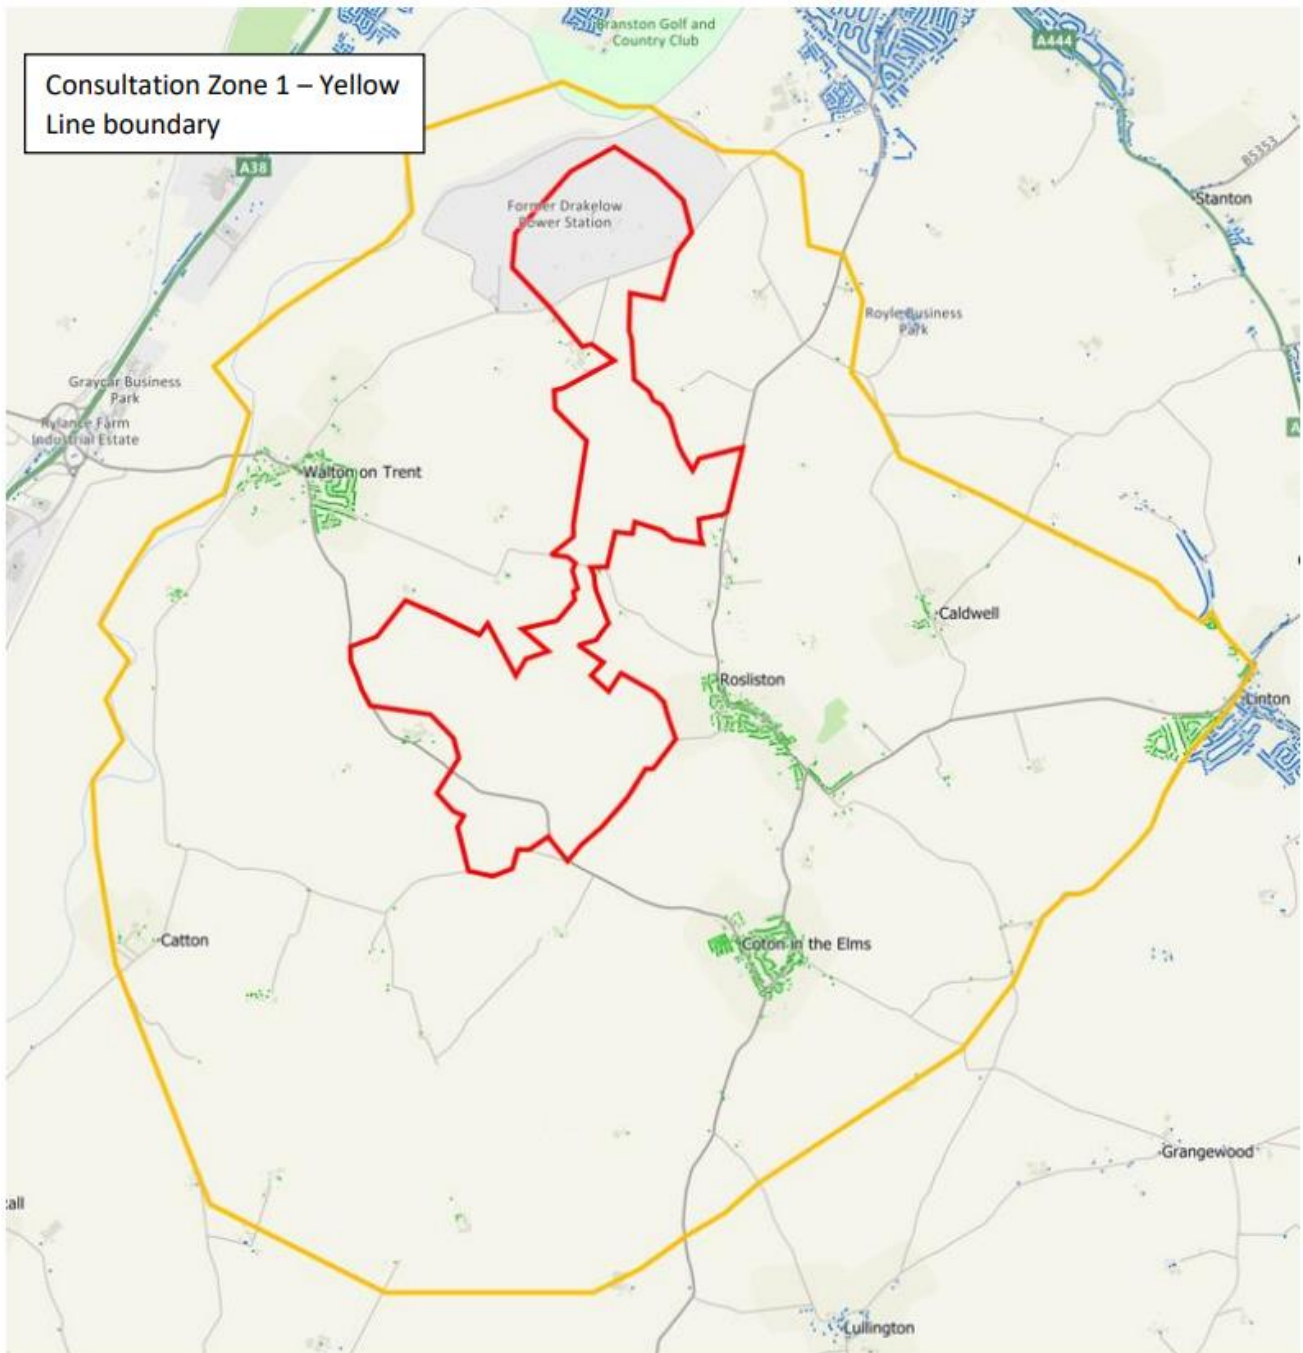 Branston Golf and
Country Club
A444
Consultation Zone 1 – Yellow
Line boundary
A38
B5353
Stanton
Former Drakelow
Power Station
Royle Business
Park
Graycar Business
Park
Rylance Farm
Industrial Estate
A
Walton on Trent
Caldwell
Rosliston
Linton
Catton
Coton in the Elms
Grangewood
all
Lullington